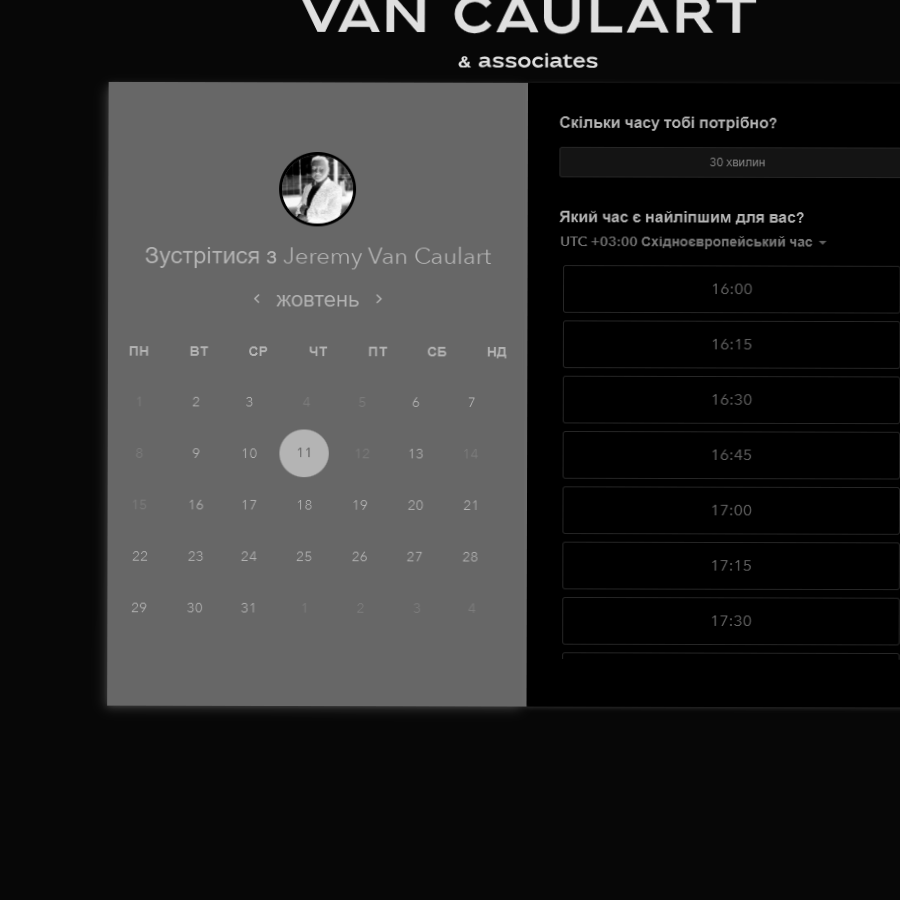 VAN CAULART
& associates
Зустрітися з Jeremy Van Caulart
жовтень
ПН ВТ СР ЧТ ПТ СБ НД
1 2 3 4 5 6 7
8 9 10 11 12 13 14
15 16 17 18 19 20 21
22 23 24 25 26 27 28
29 30 31 1 2 3 4
Скільки часу тобі потрібно?
30 хвилин
Який час є найліпшим для вас?
UTC +03:00 Східноєвропейський час
16:00
16:15
16:30
16:45
17:00
17:15
17:30